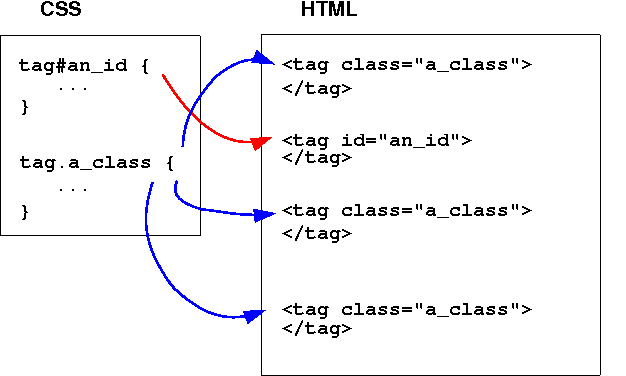 CSS
tag#an_id {
...
}
tag.a_class {
...
}
HTML
<tag class="a_class">
</tag>
<tag id="an_id">
</tag>
<tag class="a_class">
</tag>
<tag class="a_class">
</tag>